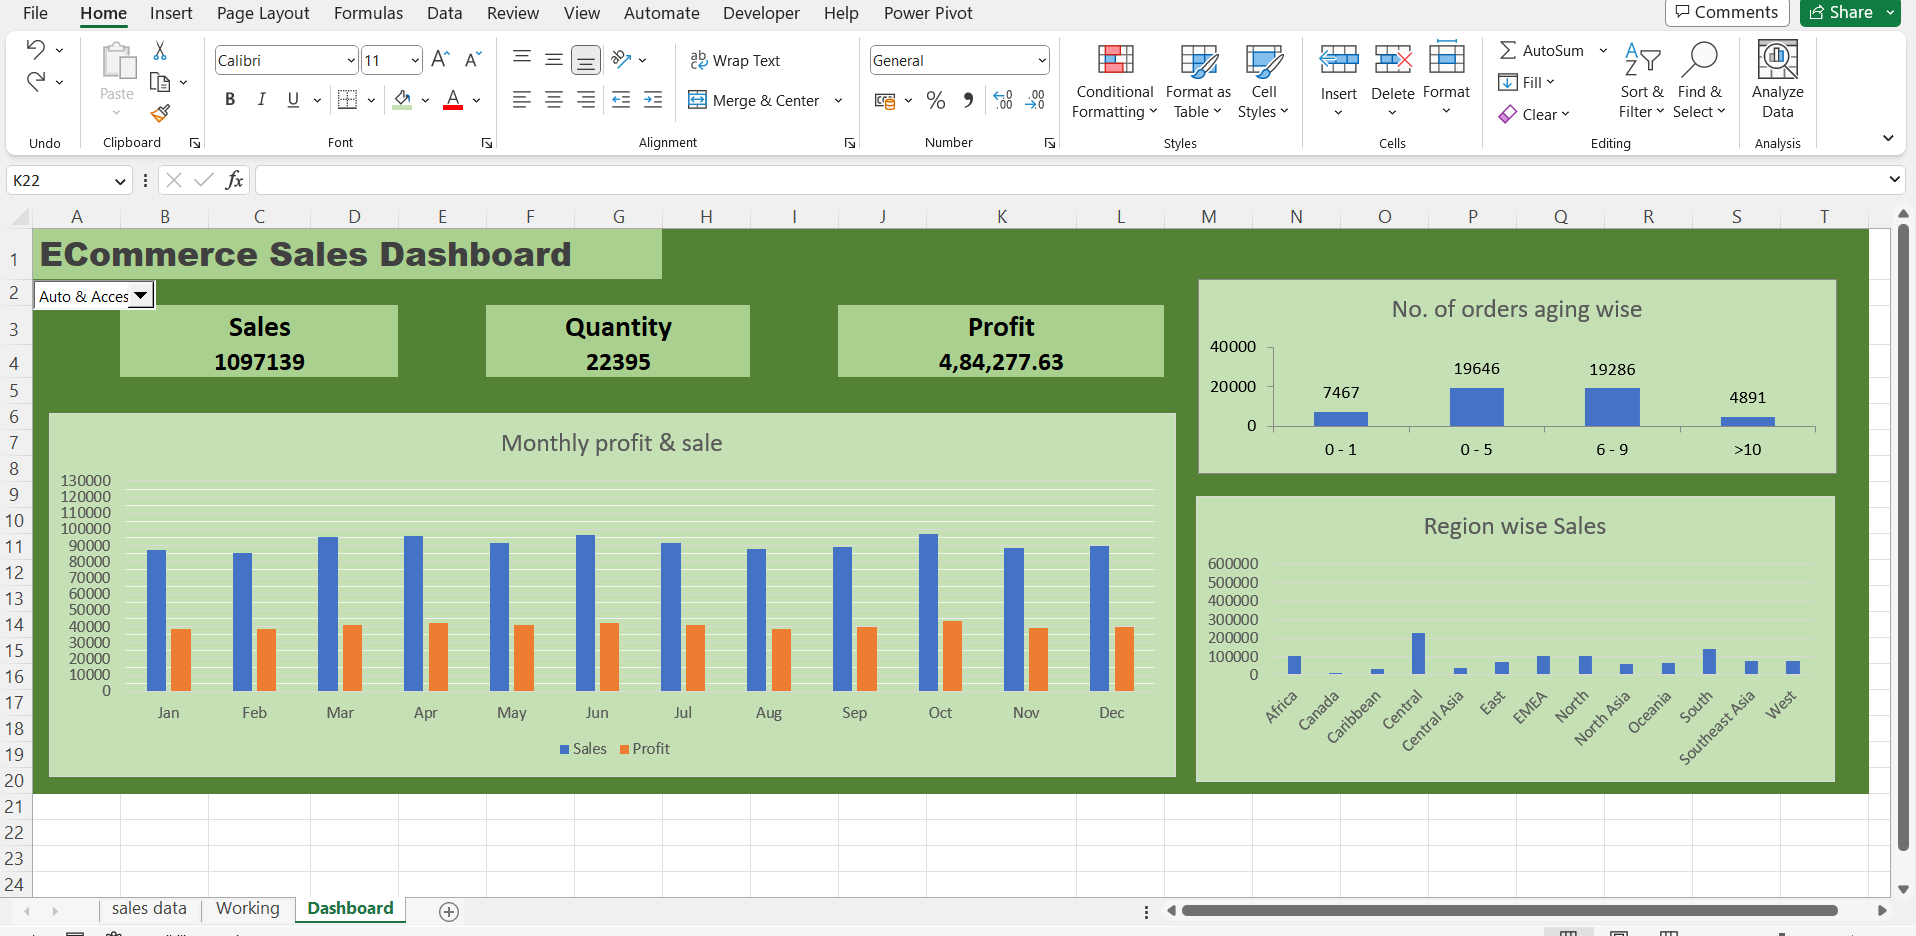 File Home Insert Page Layout Formulas Data Review View Automate Developer Help Power Pivot Comments Share
Calibri 11 Wrap Text General AutoSum
Paste B I U Merge & Center % Conditional Formatting Format as Table Cell Styles Insert Delete Format Fill Clear Sort & Filter Find & Select Analyze Data
Undo Clipboard Font Alignment Number Styles Cells Editing Analysis
K22 fx
A B C D E F G H I J K L M N O P Q R S T
1 ECommerce Sales Dashboard
2 Auto & Acces
3 Sales Quantity Profit
4 1097139 22395 4,84,277.63
5
6
7
8
9
10
11
12
13
14
15
16
17
18
19
20
21
22
23
24
No. of orders aging wise
40000
20000
0
7467 19646 19286 4891
0 - 1 0 - 5 6 - 9 >10
Monthly profit & sale
130000
120000
110000
100000
90000
80000
70000
60000
50000
40000
30000
20000
10000
0
Jan Feb Mar Apr May Jun Jul Aug Sep Oct Nov Dec
Sales Profit
Region wise Sales
600000
500000
400000
300000
200000
100000
0
Africa Canada Caribbean Central Central Asia East EMEA North North Asia Oceania South Southeast Asia West
sales data Working Dashboard